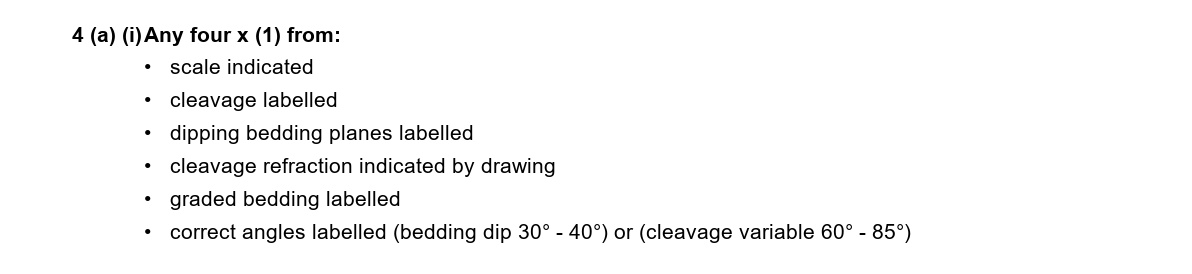 4 (a) (i) Any four x (1) from:
• scale indicated
• cleavage labelled
• dipping bedding planes labelled
• cleavage refraction indicated by drawing
• graded bedding labelled
• correct angles labelled (bedding dip 30° - 40°) or (cleavage variable 60° - 85°)